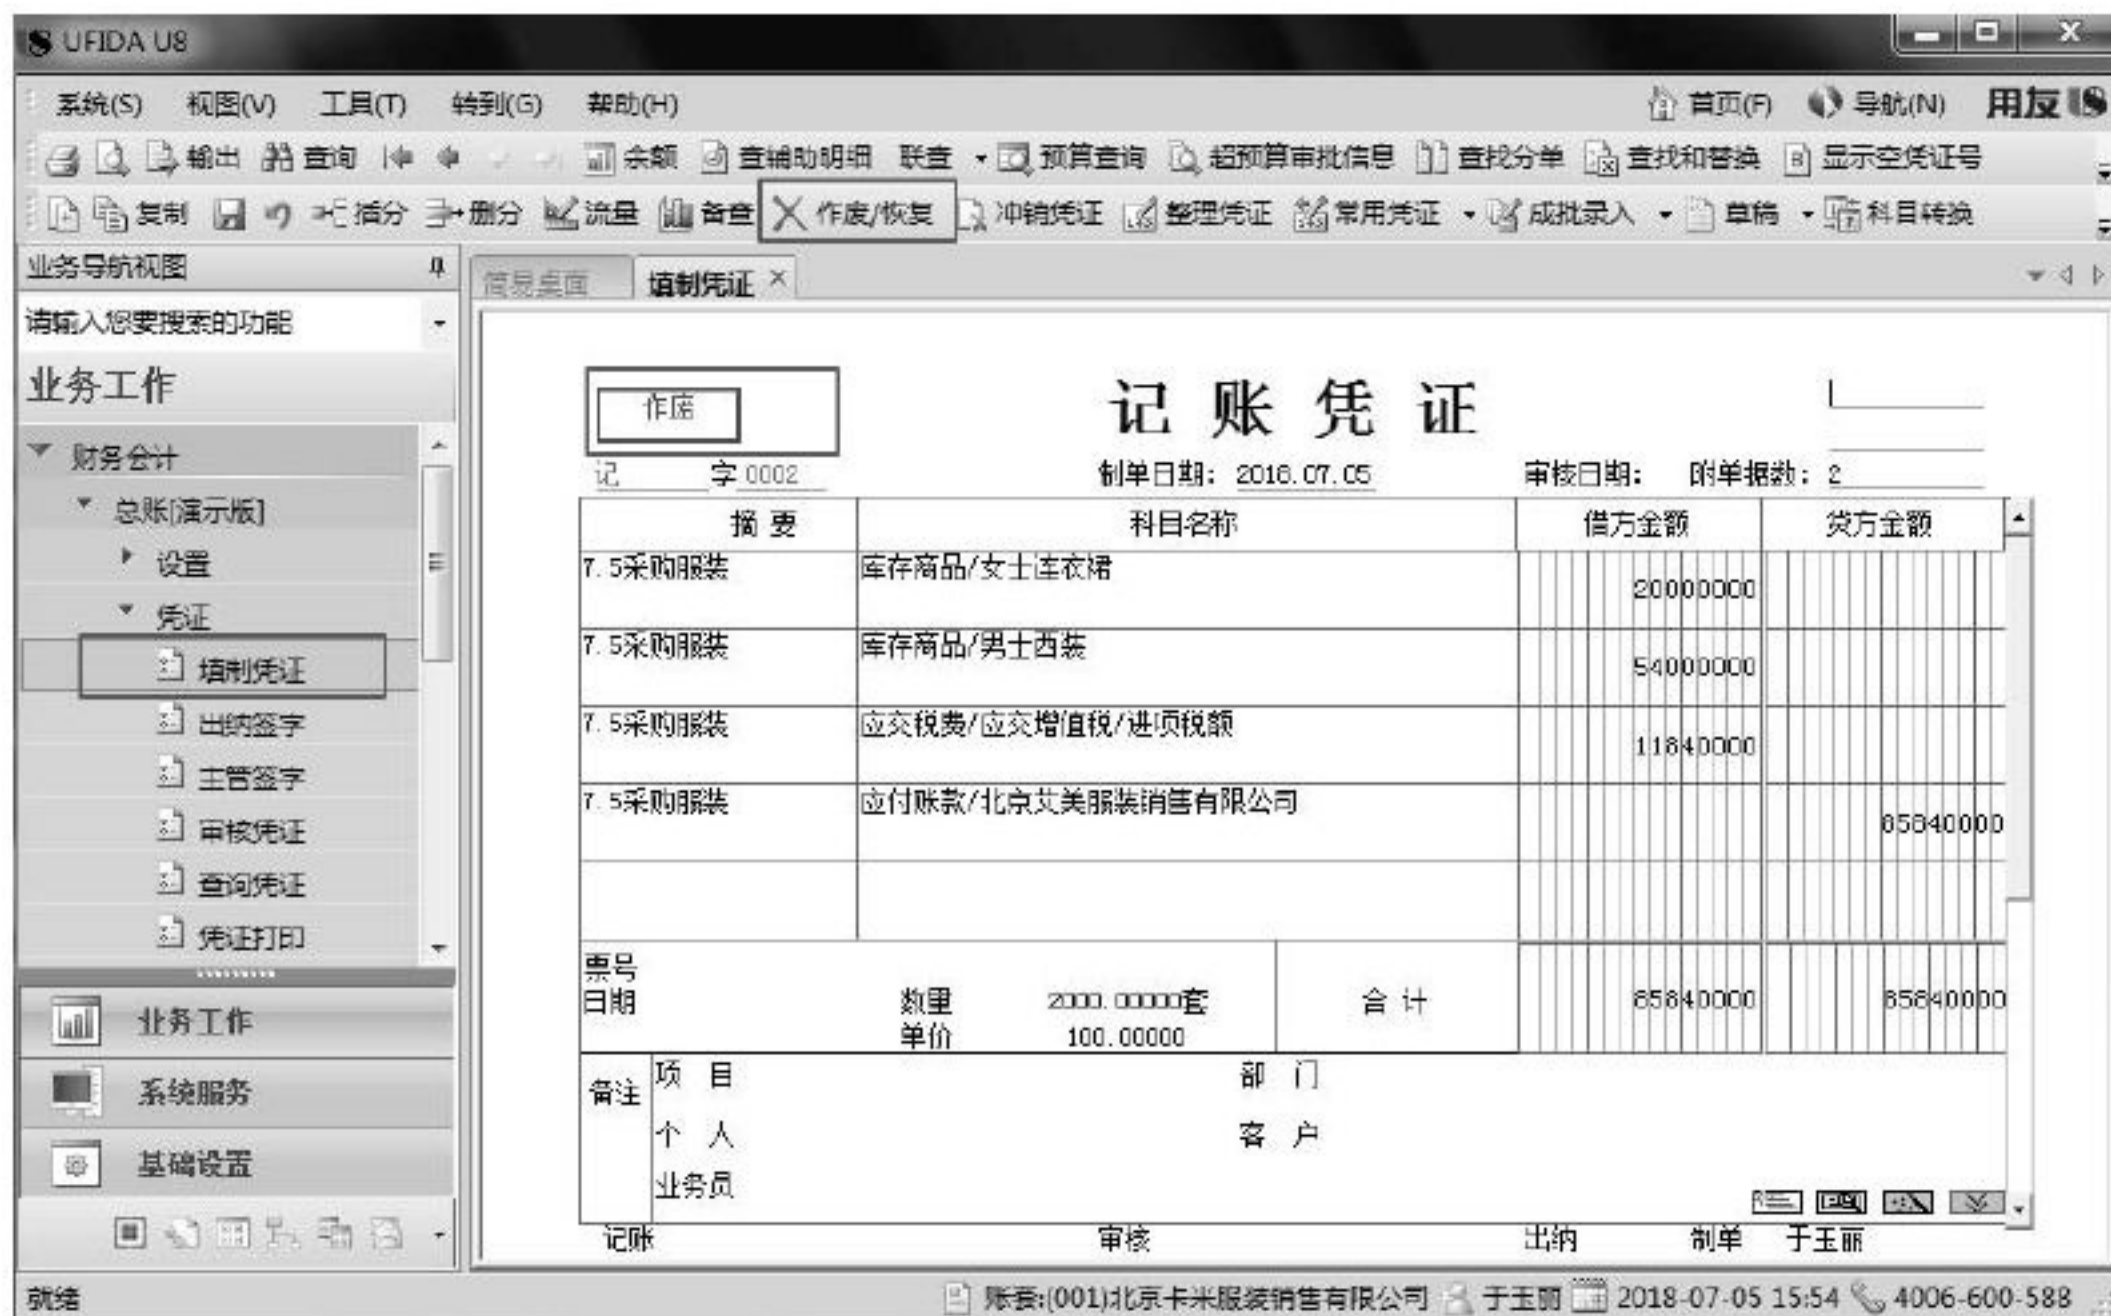 UFIDA U8
系统(S) 视图(V) 工具(T) 转到(G) 帮助(H) 首页(F) 导航(N) 用友U8
输出 查询 余额 查辅助明细 联查 预算查询 超预算审批信息 查找分单 查找和替换 显示空凭证号
复制 插分 删分 流量 备查 作废/恢复 冲销凭证 整理凭证 常用凭证 成批录入 草稿 科目转换
业务导航视图
简易桌面 填制凭证
请输入您要搜索的功能
业务工作
财务会计
总账[演示版]
设置
凭证
填制凭证
出纳签字
主管签字
审核凭证
查询凭证
凭证打印
业务工作
系统服务
基础设置
作废
记账凭证
记 字 0002 制单日期: 2018.07.05 审核日期: 附单据数: 2
摘要 科目名称 借方金额 贷方金额
7.5采购服装 库存商品/女士连衣裙 20000000
7.5采购服装 库存商品/男士西装 54000000
7.5采购服装 应交税费/应交增值税/进项税额 11840000
7.5采购服装 应付账款/北京艾美服装销售有限公司 85840000
票号
日期 数量 2000.00000套 合计 85840000 85840000
单价 100.00000
备注 项目 部门
个人 客户
业务员
记账 审核 出纳 制单 于玉丽
就绪 账套:(001)北京卡米服装销售有限公司 于玉丽 2018-07-05 15:54 4006-600-588